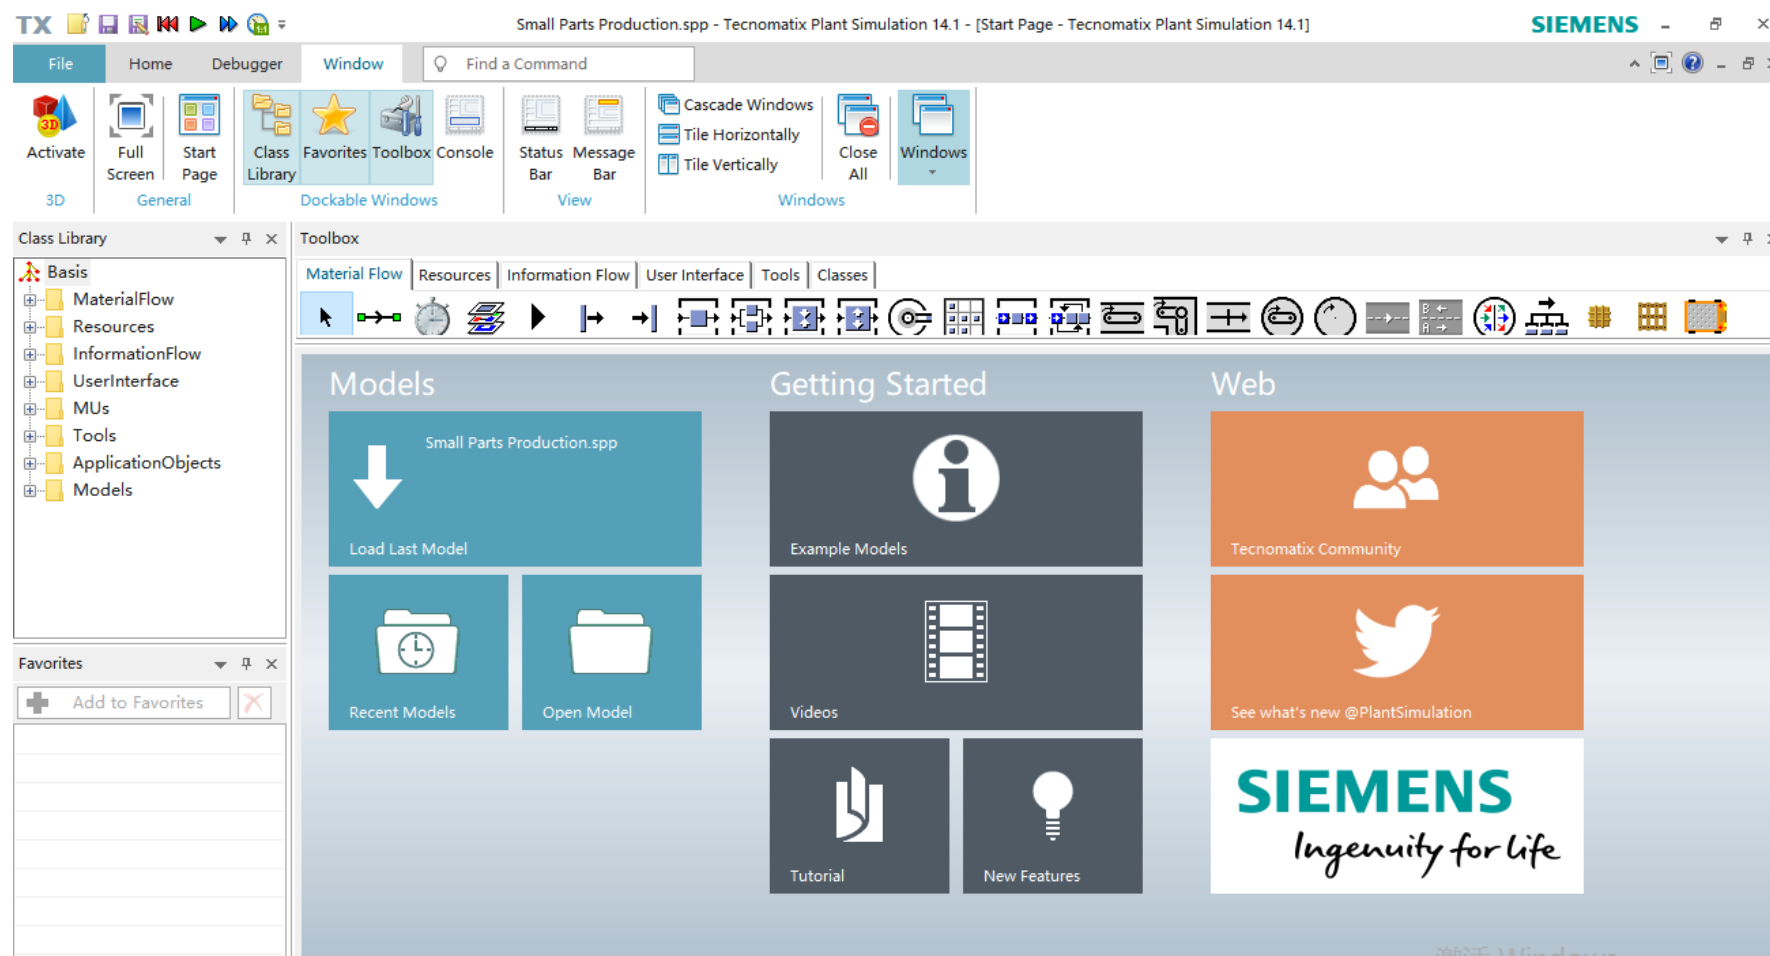 TX
Small Parts Production.spp - Tecnomatix Plant Simulation 14.1 - [Start Page - Tecnomatix Plant Simulation 14.1]
SIEMENS
File
Home
Debugger
Window
Find a Command
3D
Activate
Full Screen
Start Page
Class Library
Favorites
Toolbox
Console
Status Bar
Message Bar
Cascade Windows
Tile Horizontally
Tile Vertically
Close All
Windows
3D
General
Dockable Windows
View
Windows
Class Library
Toolbox
Basis
MaterialFlow
Resources
InformationFlow
UserInterface
MUs
Tools
ApplicationObjects
Models
Material Flow
Resources
Information Flow
User Interface
Tools
Classes
B
A
Favorites
Add to Favorites
Models
Small Parts Production.spp
Load Last Model
Recent Models
Open Model
Getting Started
Example Models
Videos
Tutorial
New Features
Web
Tecnomatix Community
See what's new @PlantSimulation
SIEMENS
Ingenuity for life
激活 Windows